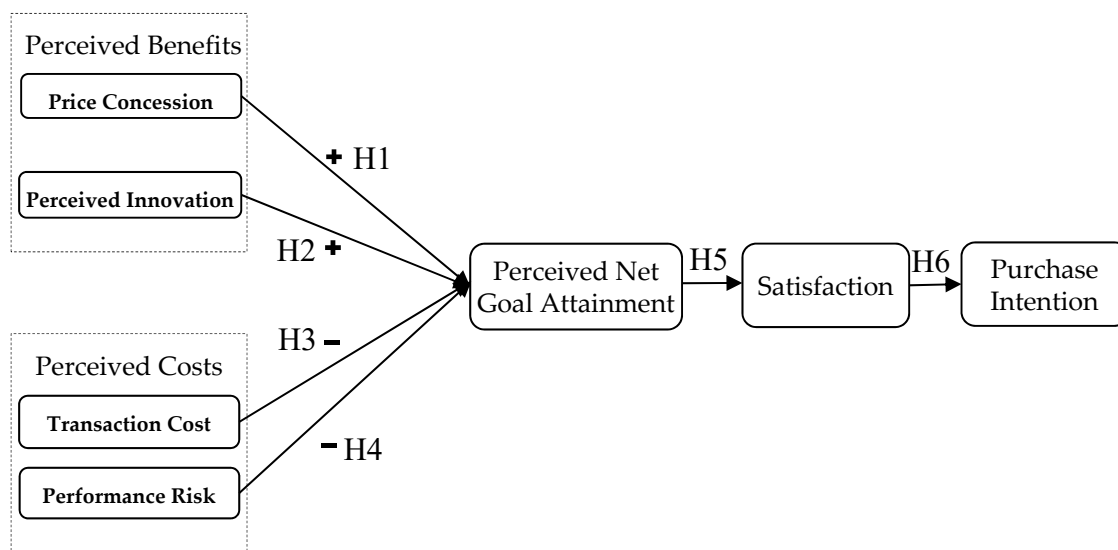 Perceived Benefits
Price Concession
+ H1
Perceived Innovation
H2 +
Perceived Net
Goal Attainment
H5
Satisfaction
H6
Purchase
Intention
H3 –
Perceived Costs
Transaction Cost
– H4
Performance Risk